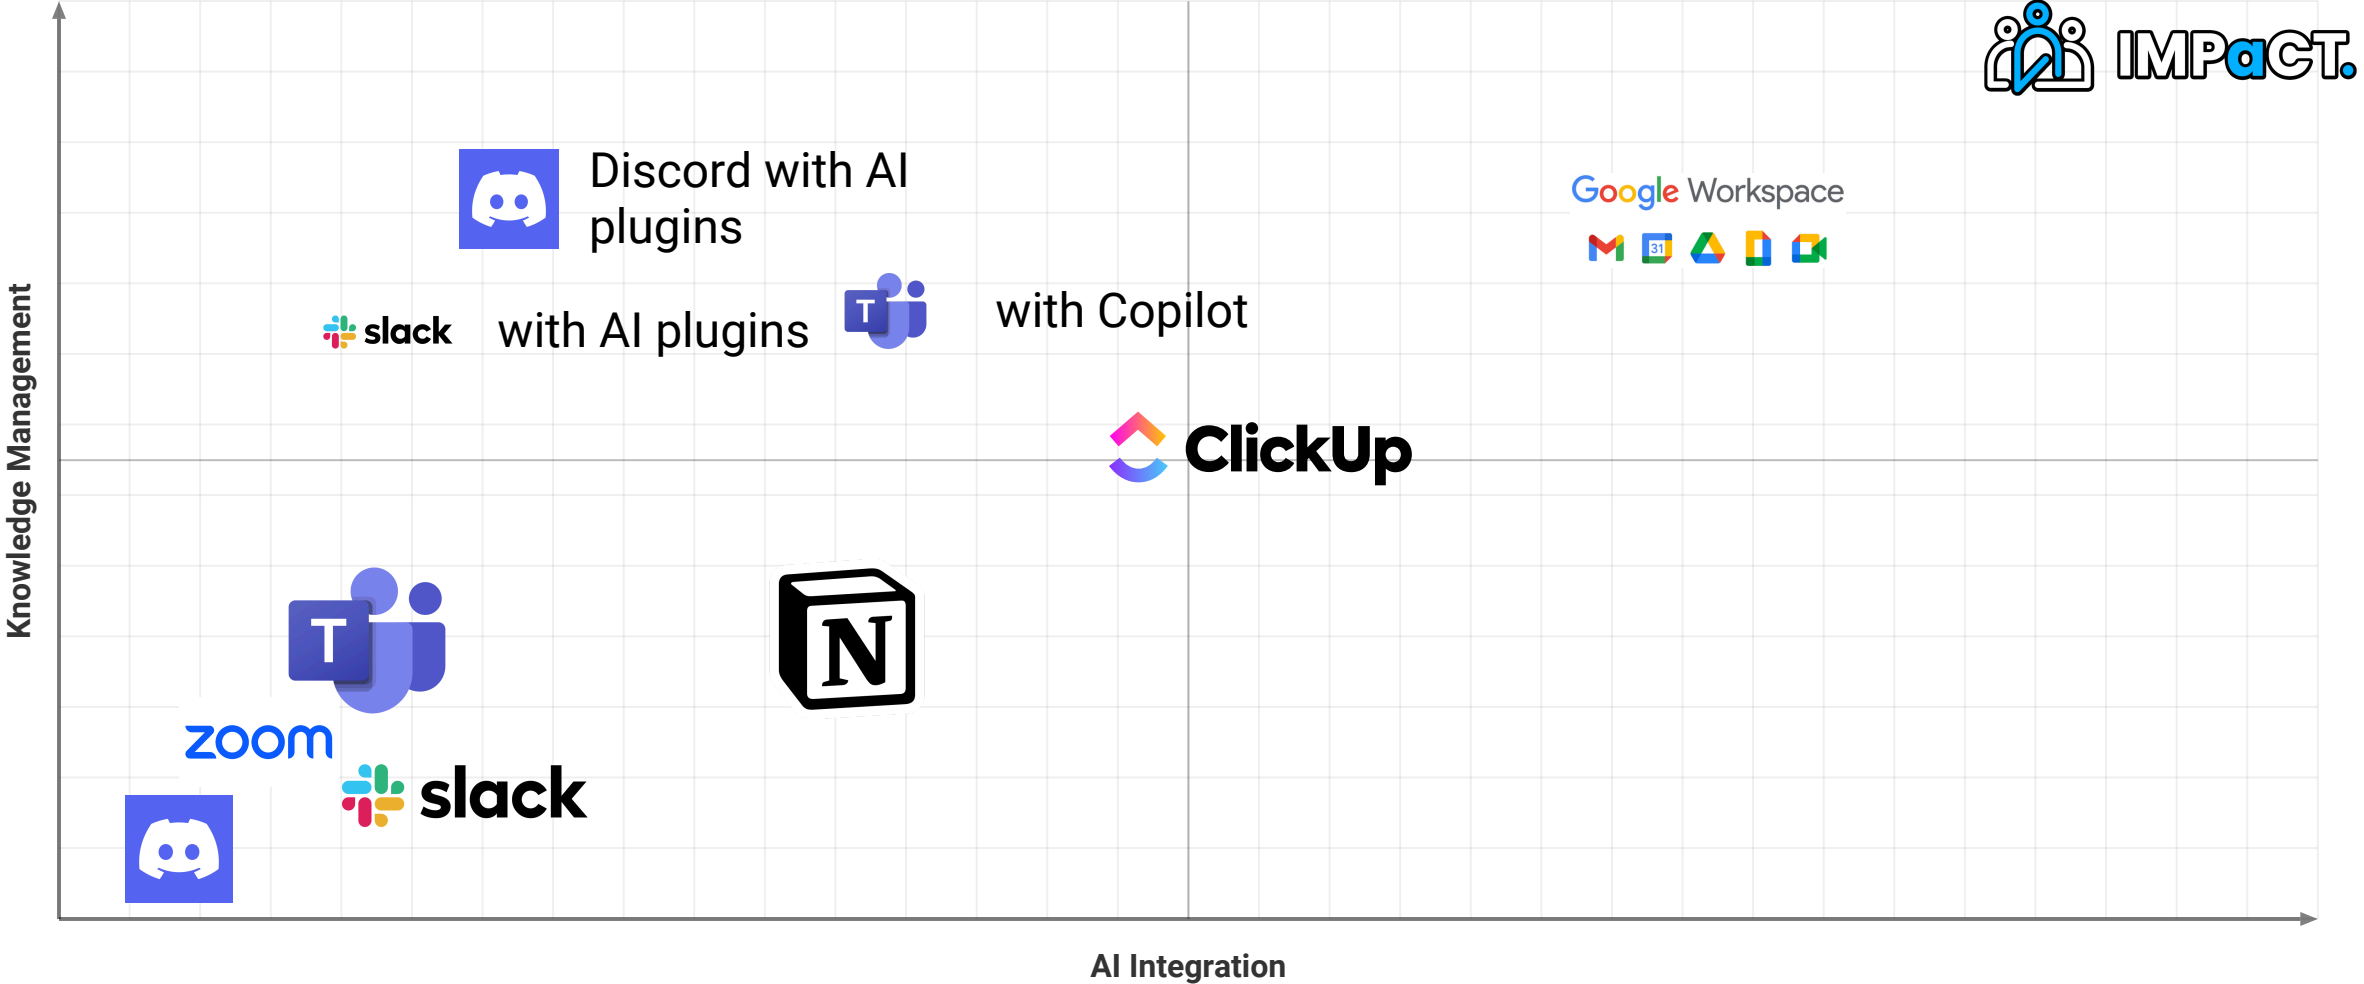 IMPaCT.
Discord with AI
plugins
Google Workspace
31
slack with AI plugins
T with Copilot
ClickUp
Knowledge Management
T
N
zoom
slack
AI Integration